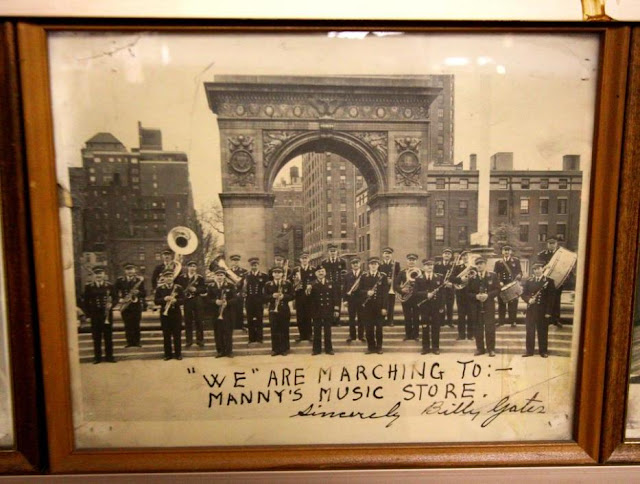 "WE" ARE MARCHING TO:-
MANNY'S MUSIC STORE.
Sincerely Billy Gates